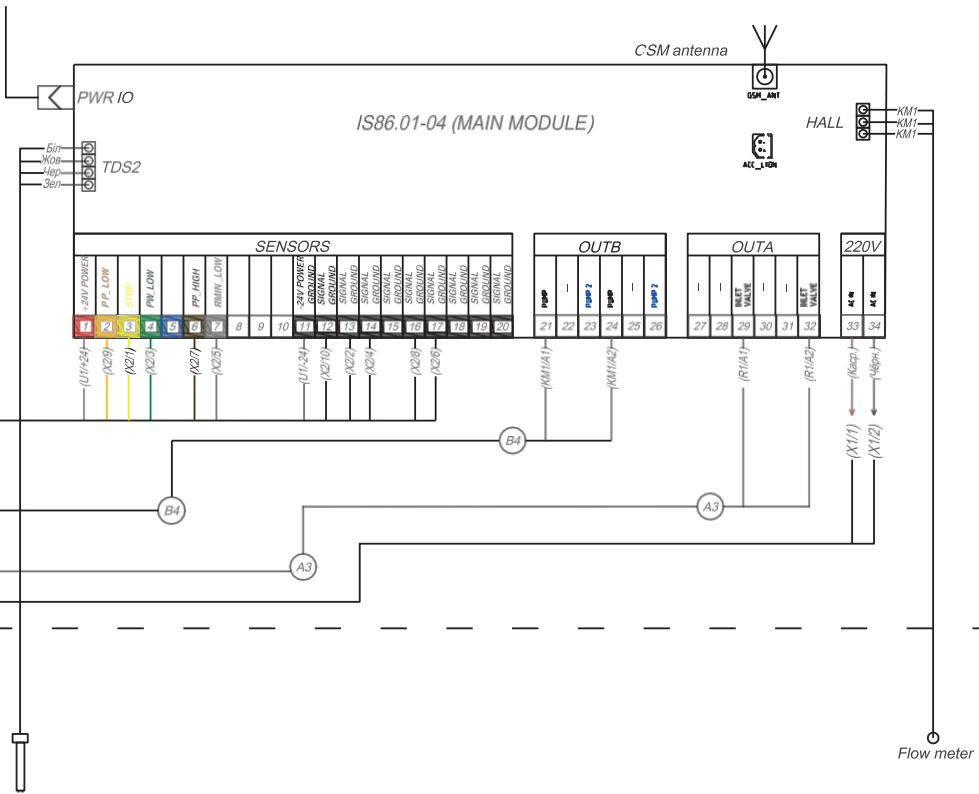 CSM antenna
GSM_ANT
PWR IO
IS86.01-04 (MAIN MODULE)
HALL
KM1
KM1
KM1
ACC_LION
Біл
Жов
Чер
Зел
TDS2
SENSORS
OUTB
OUTA
220V
+24V POWER
PP_LOW
STOP
PW_LOW
PP_HIGH
RMIN_LOW
-24V POWER
GROUND
SIGNAL
GROUND
SIGNAL
GROUND
SIGNAL
GROUND
SIGNAL
GROUND
SIGNAL
GROUND
SIGNAL
GROUND
SIGNAL
GROUND
SIGNAL
GROUND
SIGNAL
GROUND
PUMP
–
PUMP 2
PUMP
–
PUMP 2
–
–
INLET
VALVE
–
–
INLET
VALVE
AC IN
AC IN
1 2 3 4 5 6 7 8 9 10 11 12 13 14 15 16 17 18 19 20
21 22 23 24 25 26
27 28 29 30 31 32
33 34
(U1/+24)
(X2/9)
(X2/1)
(X2/3)
(X2/7)
(X2/5)
(U1/-24)
(X2/10)
(X2/2)
(X2/4)
(X2/8)
(X2/6)
(KM1/A1)
(KM1/A2)
(R1/A1)
(R1/A2)
(Каср.)
(Чёрн.)
(X1/1)
(X1/2)
B4
B4
A3
A3
Flow meter